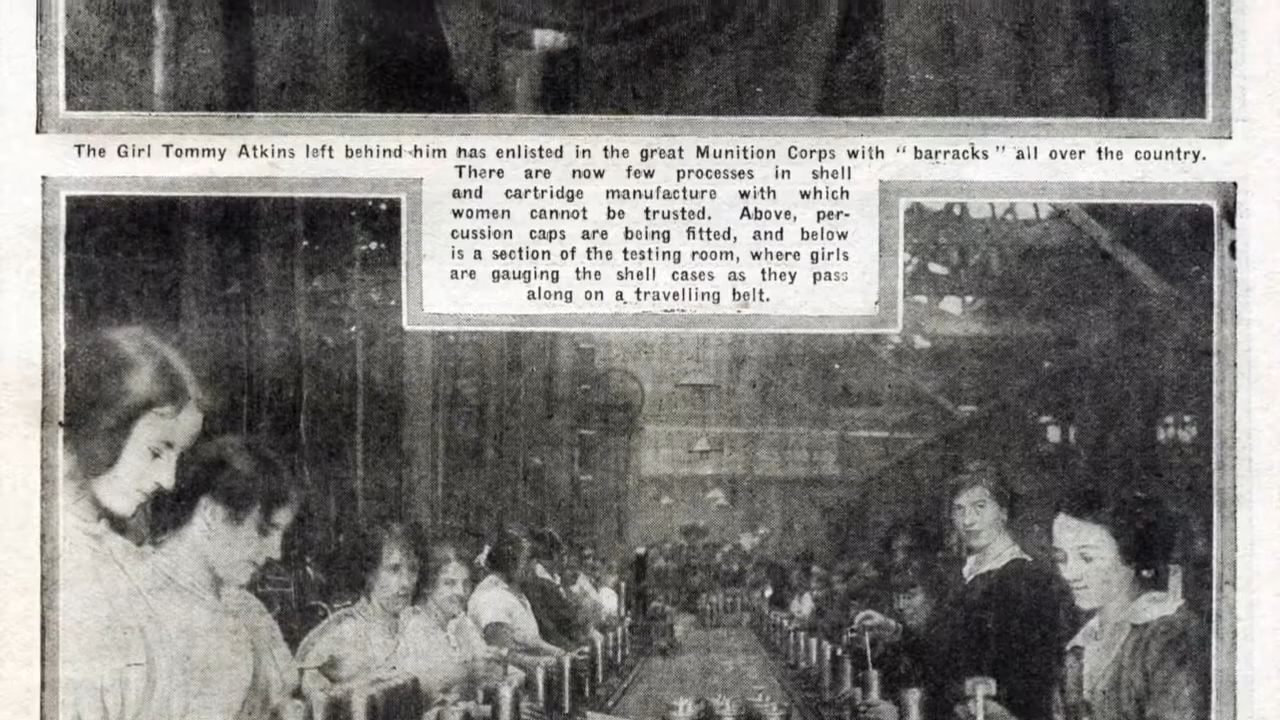 The Girl Tommy Atkins left behind him has enlisted in the great Munition Corps with " barracks " all over the country.
There are now few processes in shell
and cartridge manufacture with which
women cannot be trusted. Above, per-
cussion caps are being fitted, and below
is a section of the testing room, where girls
are gauging the shell cases as they pass
along on a travelling belt.